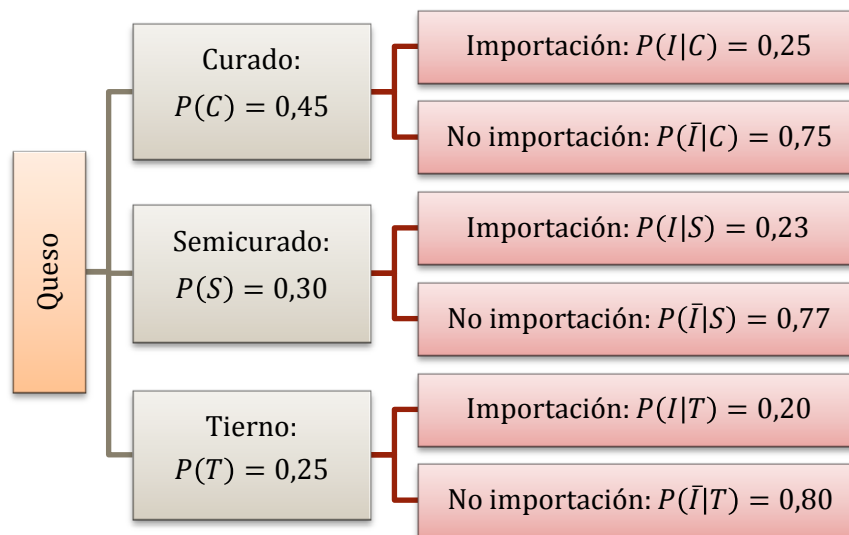 Queso
Curado:
P(C) = 0,45
Importación: P(I|C) = 0,25
No importación: P(Ī|C) = 0,75
Semicurado:
P(S) = 0,30
Importación: P(I|S) = 0,23
No importación: P(Ī|S) = 0,77
Tierno:
P(T) = 0,25
Importación: P(I|T) = 0,20
No importación: P(Ī|T) = 0,80